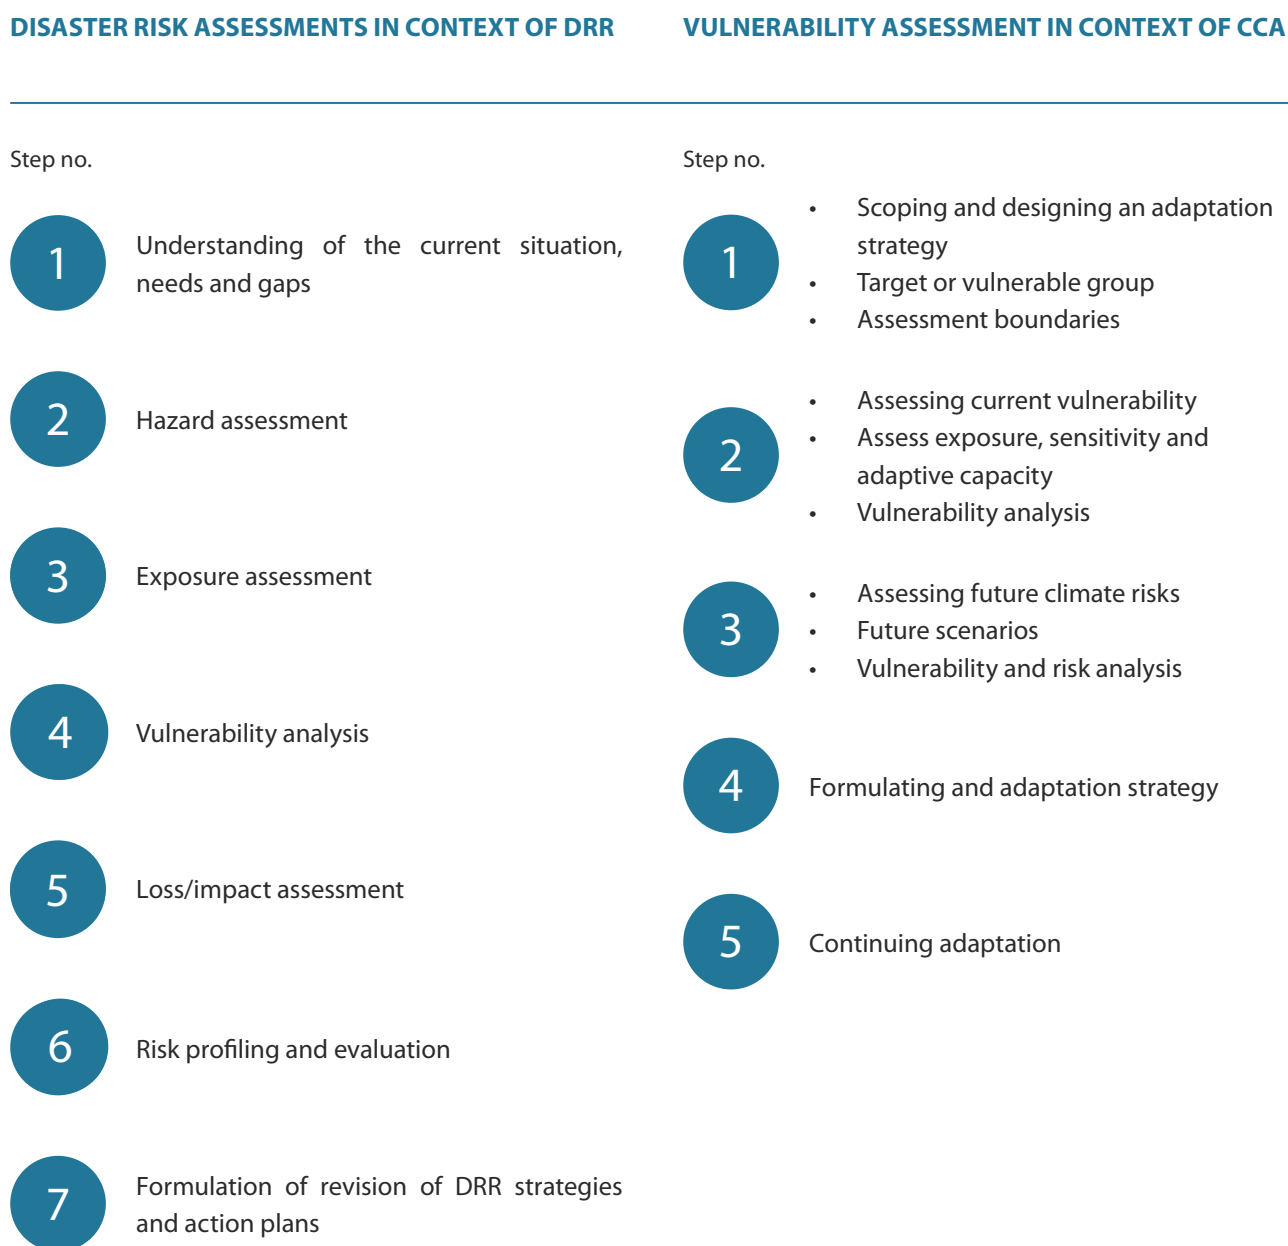 DISASTER RISK ASSESSMENTS IN CONTEXT OF DRR
Step no.
1
Understanding of the current situation,
needs and gaps
2
Hazard assessment
3
Exposure assessment
4
Vulnerability analysis
5
Loss/impact assessment
6
Risk profiling and evaluation
7
Formulation of revision of DRR strategies
and action plans
VULNERABILITY ASSESSMENT IN CONTEXT OF CCA
Step no.
1
• Scoping and designing an adaptation
strategy
• Target or vulnerable group
• Assessment boundaries
2
• Assessing current vulnerability
• Assess exposure, sensitivity and
adaptive capacity
• Vulnerability analysis
3
• Assessing future climate risks
• Future scenarios
• Vulnerability and risk analysis
4
Formulating and adaptation strategy
5
Continuing adaptation